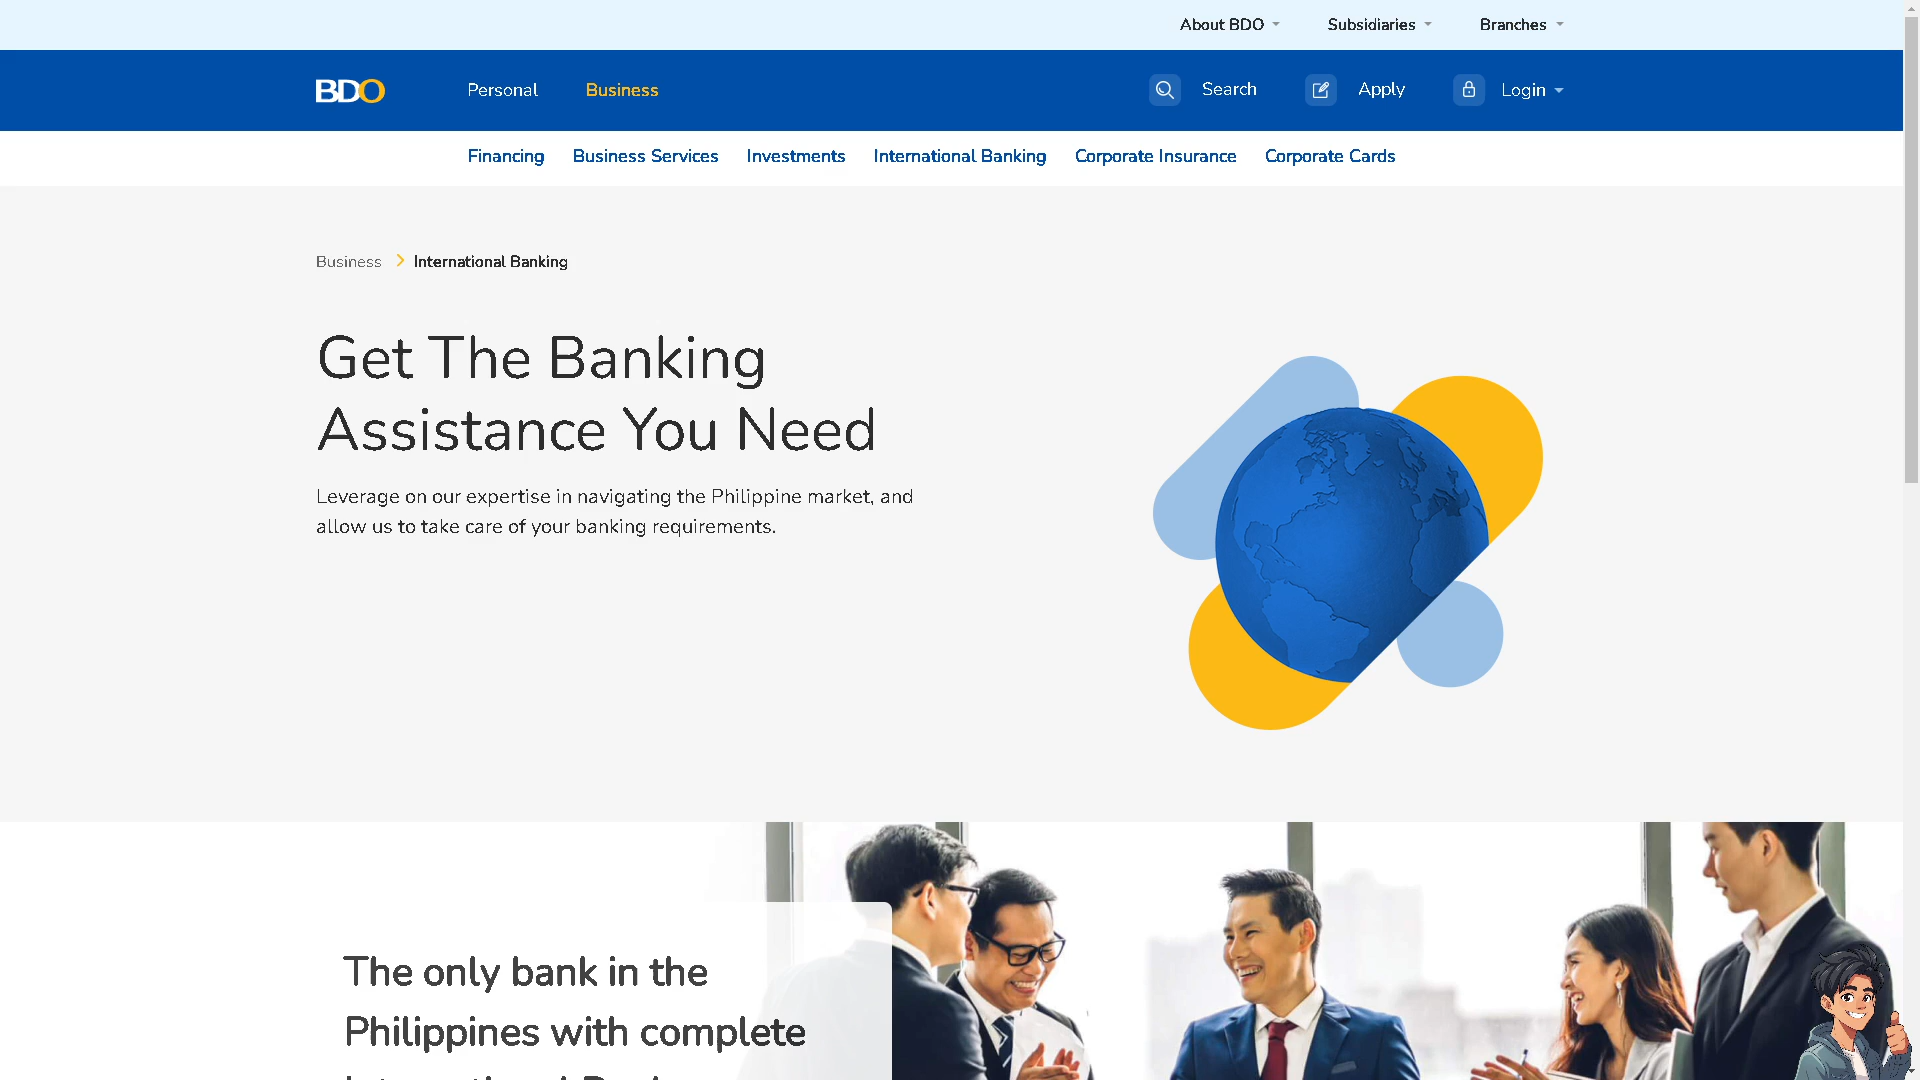 About BDO
Subsidiaries
Branches
BDO
Personal
Business
Search
Apply
Login
Financing
Business Services
Investments
International Banking
Corporate Insurance
Corporate Cards
Business
International Banking
Get The Banking
Assistance You Need
Leverage on our expertise in navigating the Philippine market, and
allow us to take care of your banking requirements.
The only bank in the
Philippines with complete